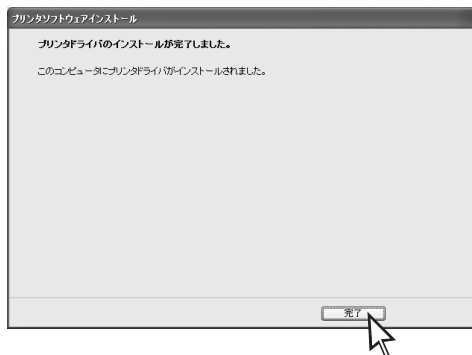 プリンタソフトウェアインストール
プリンタドライバのインストールが完了しました。
このコンピュータにプリンタドライバがインストールされました。
完了